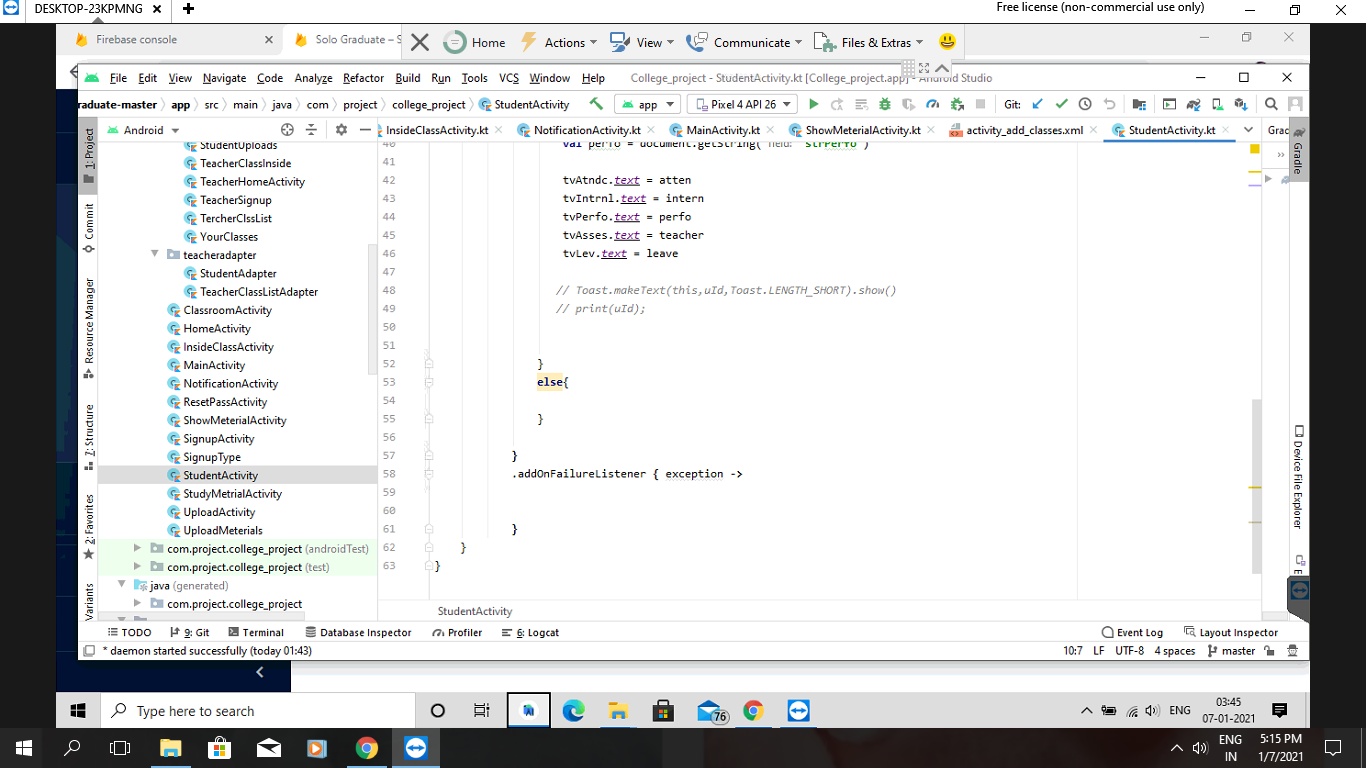 DESKTOP-23KPMNG
Free license (non-commercial use only)
Firebase console
Solo Graduate – S
Home
Actions
View
Communicate
Files & Extras
File Edit View Navigate Code Analyze Refactor Build Run Tools VCS Window Help
College_project - StudentActivity.kt [College_project.app] - Android Studio
raduate-master app src main java com project college_project StudentActivity
app
Pixel 4 API 26
Git:
Android
InsideClassActivity.kt
NotificationActivity.kt
MainActivity.kt
ShowMeterialActivity.kt
activity_add_classes.xml
StudentActivity.kt
Grac
1: Project
Commit
Resource Manager
7: Structure
2: Favorites
Variants
StudentUploads
TeacherClassInside
TeacherHomeActivity
TeacherSignup
TercherClssList
YourClasses
teacheradapter
StudentAdapter
TeacherClassListAdapter
ClassroomActivity
HomeActivity
InsideClassActivity
MainActivity
NotificationActivity
ResetPassActivity
ShowMeterialActivity
SignupActivity
SignupType
StudentActivity
StudyMetrialActivity
UploadActivity
UploadMeterials
com.project.college_project (androidTest)
com.project.college_project (test)
java (generated)
com.project.college_project
40 val perfo = document.getString( field: "strPerfo")
41
42 tvAtndc.text = atten
43 tvIntrnl.text = intern
44 tvPerfo.text = perfo
45 tvAsses.text = teacher
46 tvLev.text = leave
47
48 // Toast.makeText(this,uId,Toast.LENGTH_SHORT).show()
49 // print(uId);
50
51
52 }
53 else{
54
55 }
56
57 }
58 .addOnFailureListener { exception ->
59
60
61 }
62 }
63 }
StudentActivity
Gradle
Device File Explorer
E
TODO
9: Git
Terminal
Database Inspector
Profiler
6: Logcat
Event Log
Layout Inspector
* daemon started successfully (today 01:43)
10:7 LF UTF-8 4 spaces master
Type here to search
76
ENG
03:45
07-01-2021
ENG
IN
5:15 PM
1/7/2021